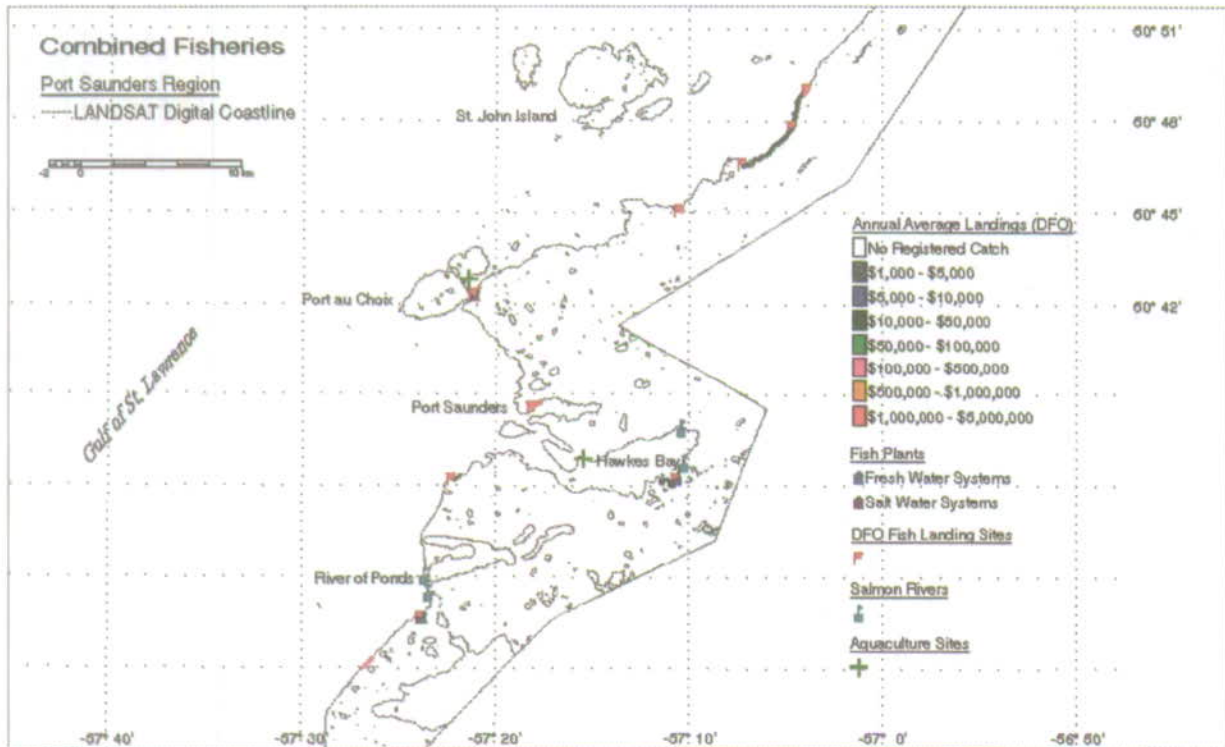 Combined Fisheries
Port Saunders Region
LANDSAT Digital Coastline
-2 0 10 km
St. John Island
Port au Choix
Gulf of St. Lawrence
Port Saunders
Hawkes Bay
River of Ponds
50° 51'
50° 48'
50° 45'
50° 42'
Annual Average Landings (DFO)
No Registered Catch
$1,000 - $5,000
$5,000 - $10,000
$10,000 - $50,000
$50,000 - $100,000
$100,000 - $500,000
$500,000 - $1,000,000
$1,000,000 - $5,000,000
Fish Plants
Fresh Water Systems
Salt Water Systems
DFO Fish Landing Sites
Salmon Rivers
Aquaculture Sites
-57° 40' -57° 30' -57° 20' -57° 10' -57° 0' -56° 50'